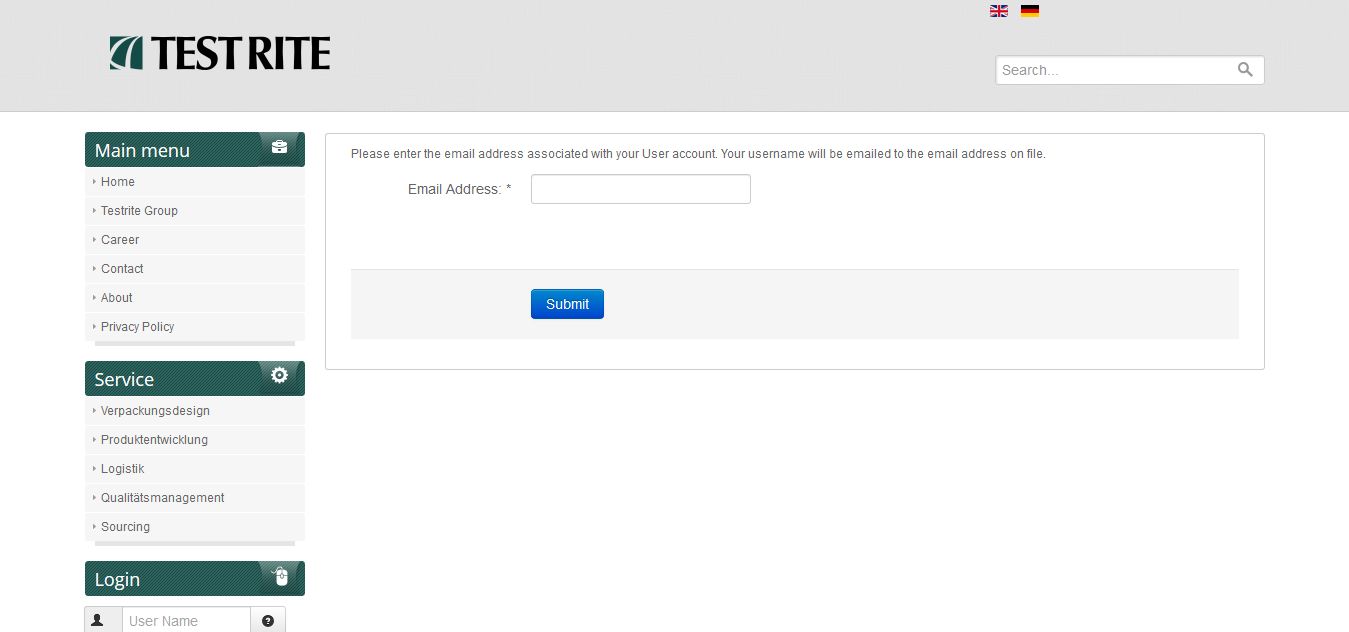 TEST RITE
Search...
Main menu
Home
Testrite Group
Career
Contact
About
Privacy Policy
Service
Verpackungsdesign
Produktentwicklung
Logistik
Qualitätsmanagement
Sourcing
Login
User Name
Please enter the email address associated with your User account. Your username will be emailed to the email address on file.
Email Address: *
Submit